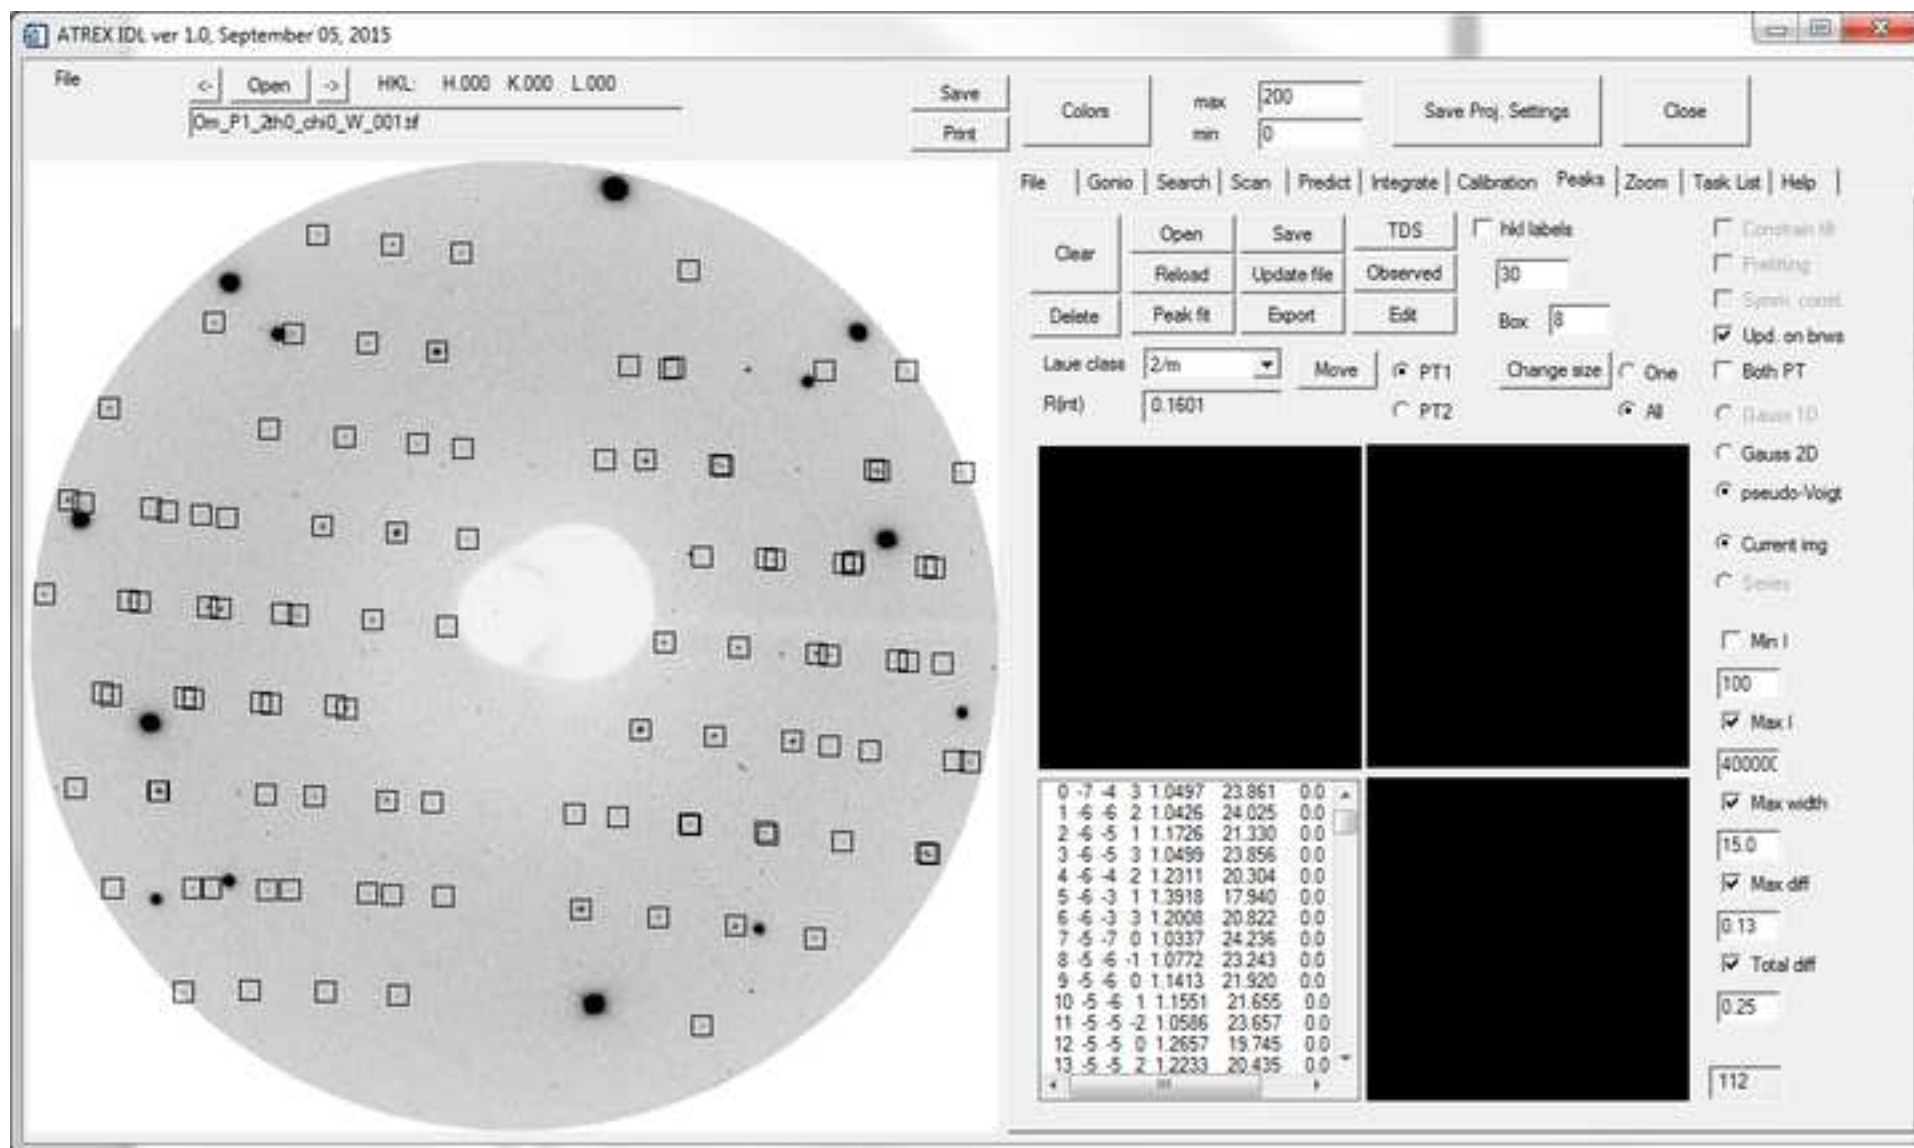 ATREX IDL ver 1.0, September 05, 2015
File
<- Open -> HKL: H.000 K.000 L.000
Om_P1_2th0_chi0_W_001.tif
Save
Print
Colors
max 200
min 0
Save Proj. Settings
Close
File Gonio Search Scan Predict Integrate Calibration Peaks Zoom Task List Help
Clear Open Save TDS hkl labels
Reload Update file Observed 30
Delete Peak fit Export Edit Box 8
Laue class 2/m Move PT1 Change size One
R(int) 0.1601 PT2 All
Constrain tilt
Prefitting
Symm. const.
Upd. on brws
Both PT
Gauss 1D
Gauss 2D
pseudo-Voigt
Current img
Series
Min I
100
Max I
Max width
15.0
Max diff
0.13
Total diff
0.25
112
0 -7 -4 3 1.0497 23.861 0.0
1 -6 -6 2 1.0426 24.025 0.0
2 -6 -5 1 1.1726 21.330 0.0
3 -6 -5 3 1.0499 23.856 0.0
4 -6 -4 2 1.2311 20.304 0.0
5 -6 -3 1 1.3918 17.940 0.0
6 -6 -3 3 1.2008 20.822 0.0
7 -5 -7 0 1.0337 24.236 0.0
8 -5 -6 -1 1.0772 23.243 0.0
9 -5 -6 0 1.1413 21.920 0.0
10 -5 -6 1 1.1551 21.655 0.0
11 -5 -5 -2 1.0586 23.657 0.0
12 -5 -5 0 1.2657 19.745 0.0
13 -5 -5 2 1.2233 20.435 0.0